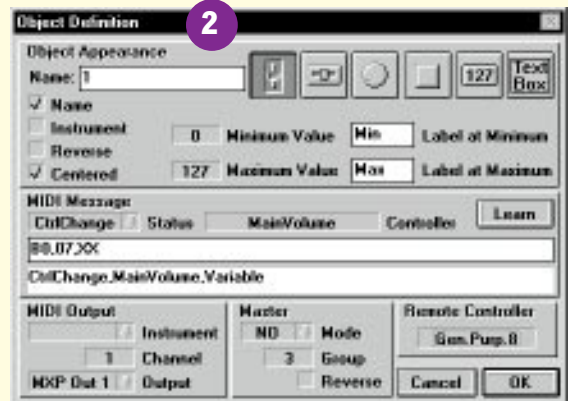 Object Definition
2
Object Appearance
Name: 1
127
Text Box
Name
Instrument
Reverse
Centered
0 Minimum Value Min Label at Minimum
127 Maximum Value Max Label at Maximum
MIDI Message
CtrlChange Status MainVolume Controller Learn
B0,07,XX
CtrlChange,MainVolume,Variable
MIDI Output
Instrument
1 Channel
MXP Out 1 Output
Master
NO Mode
3 Group
Reverse
Remote Controller
Gen.Purp.8
Cancel OK